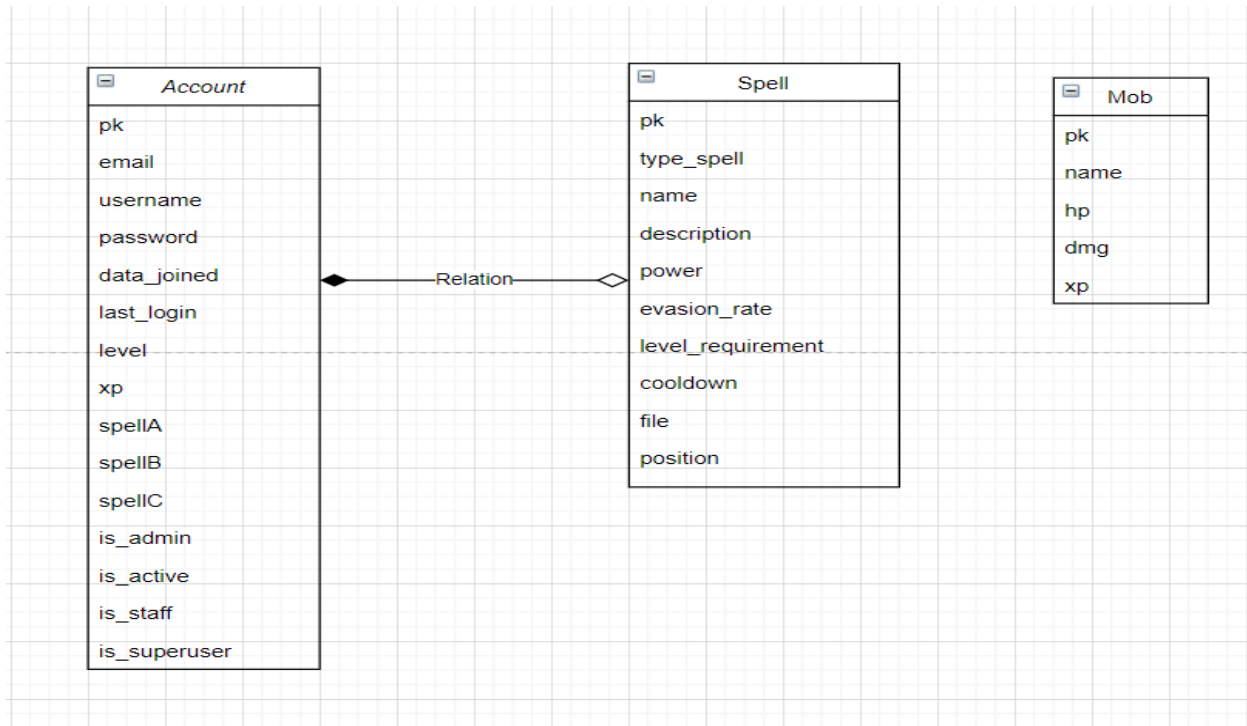 Account
pk
email
username
password
data_joined
last_login
level
xp
spellA
spellB
spellC
is_admin
is_active
is_staff
is_superuser
Relation
Spell
pk
type_spell
name
description
power
evasion_rate
level_requirement
cooldown
file
position
Mob
pk
name
hp
dmg
xp